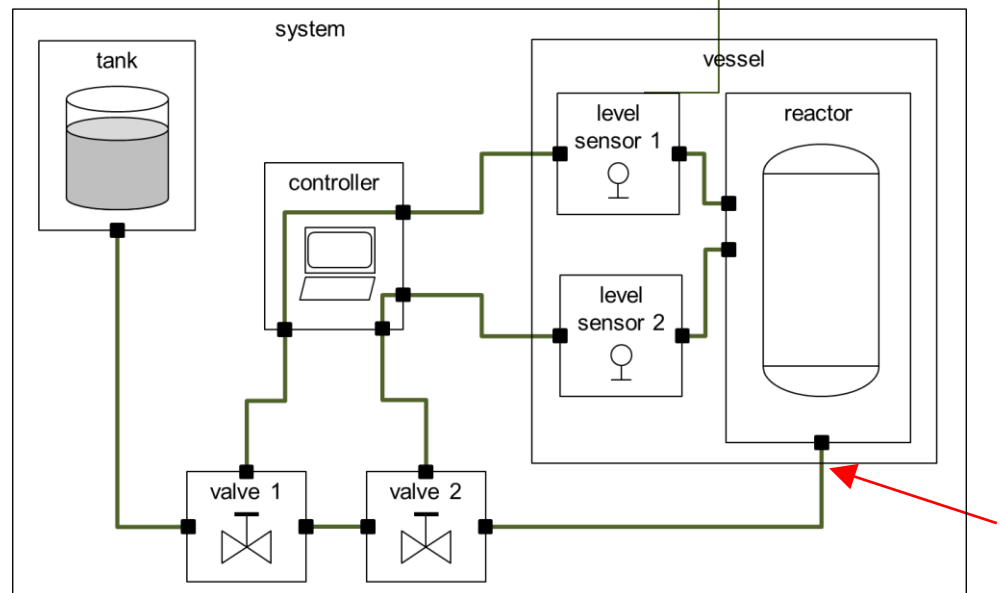 system
tank
vessel
level
sensor 1
reactor
controller
level
sensor 2
valve 1
valve 2